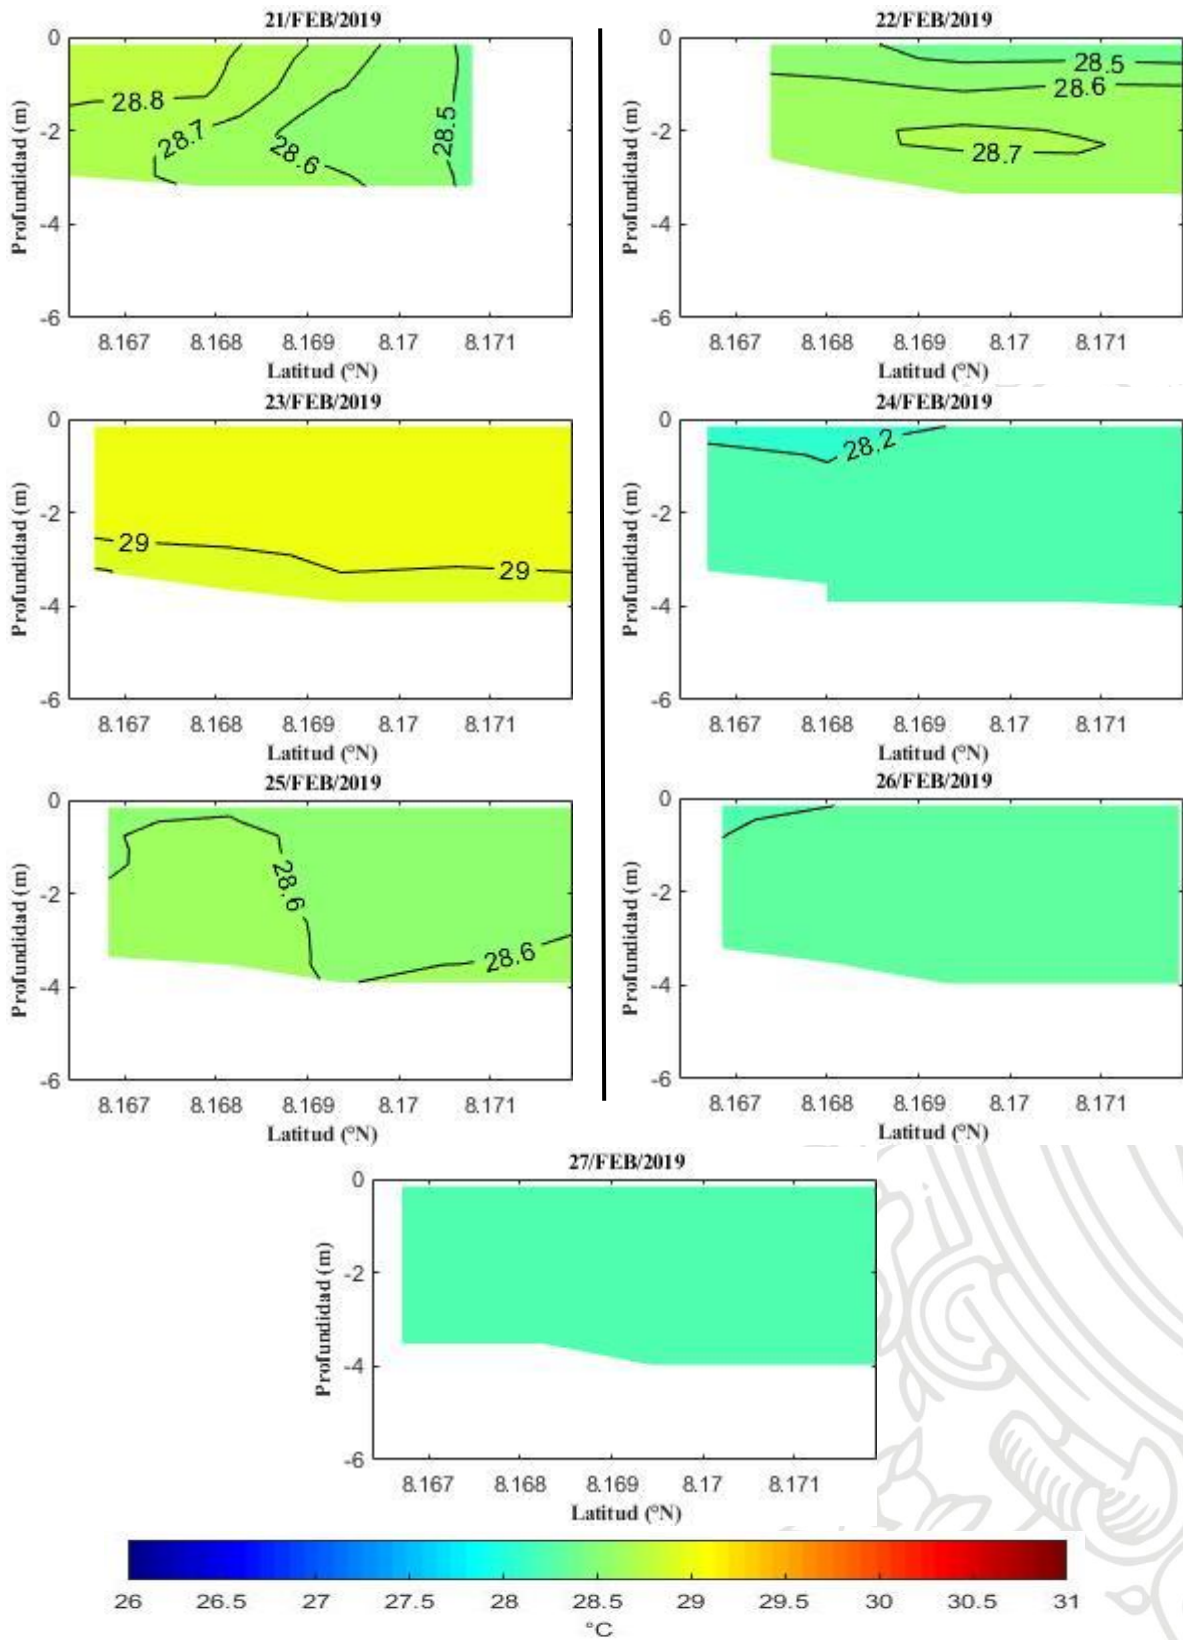 21/FEB/2019
0
-2
-4
-6
Profundidad (m)
28.8
28.7
28.6
28.5
8.167 8.168 8.169 8.17 8.171
Latitud (°N)
22/FEB/2019
0
-2
-4
-6
Profundidad (m)
28.5
28.6
28.7
8.167 8.168 8.169 8.17 8.171
Latitud (°N)
23/FEB/2019
0
-2
-4
-6
Profundidad (m)
29
29
8.167 8.168 8.169 8.17 8.171
Latitud (°N)
24/FEB/2019
0
-2
-4
-6
Profundidad (m)
28.2
8.167 8.168 8.169 8.17 8.171
Latitud (°N)
25/FEB/2019
0
-2
-4
-6
Profundidad (m)
28.6
28.6
8.167 8.168 8.169 8.17 8.171
Latitud (°N)
26/FEB/2019
0
-2
-4
-6
Profundidad (m)
8.167 8.168 8.169 8.17 8.171
Latitud (°N)
27/FEB/2019
0
-2
-4
-6
Profundidad (m)
8.167 8.168 8.169 8.17 8.171
Latitud (°N)
26 26.5 27 27.5 28 28.5 29 29.5 30 30.5 31
°C